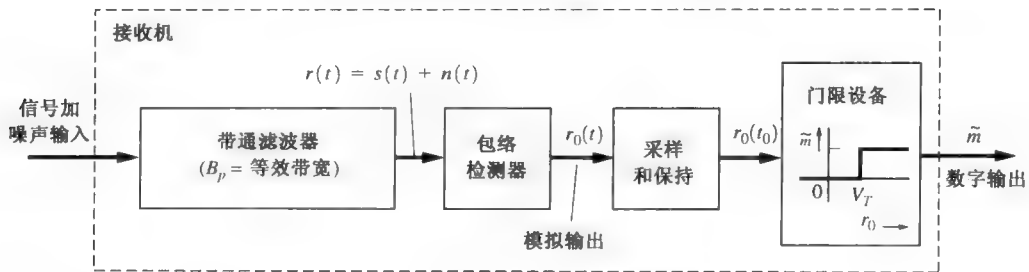 接收机
r(t) = s(t) + n(t)
信号加
噪声输入
带通滤波器
(B_p = 等效带宽)
包络
检测器
r_0(t)
模拟输出
采样
和保持
r_0(t_0)
门限设备
m̃
0
V_T
r_0
m̃
数字输出